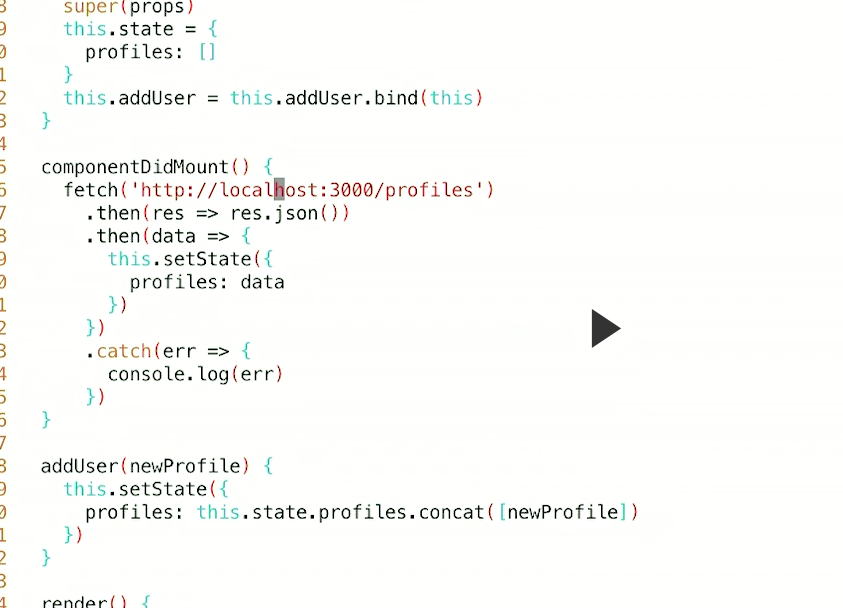 8     super(props)
9     this.state = {
0       profiles: []
1     }
2     this.addUser = this.addUser.bind(this)
3   }
4
5   componentDidMount() {
6     fetch('http://localhost:3000/profiles')
7       .then(res => res.json())
8       .then(data => {
9         this.setState({
0           profiles: data
1         })
2       })
3       .catch(err => {
4         console.log(err)
5       })
6   }
7
8   addUser(newProfile) {
9     this.setState({
0       profiles: this.state.profiles.concat([newProfile])
1     })
2   }
3
4   render() {